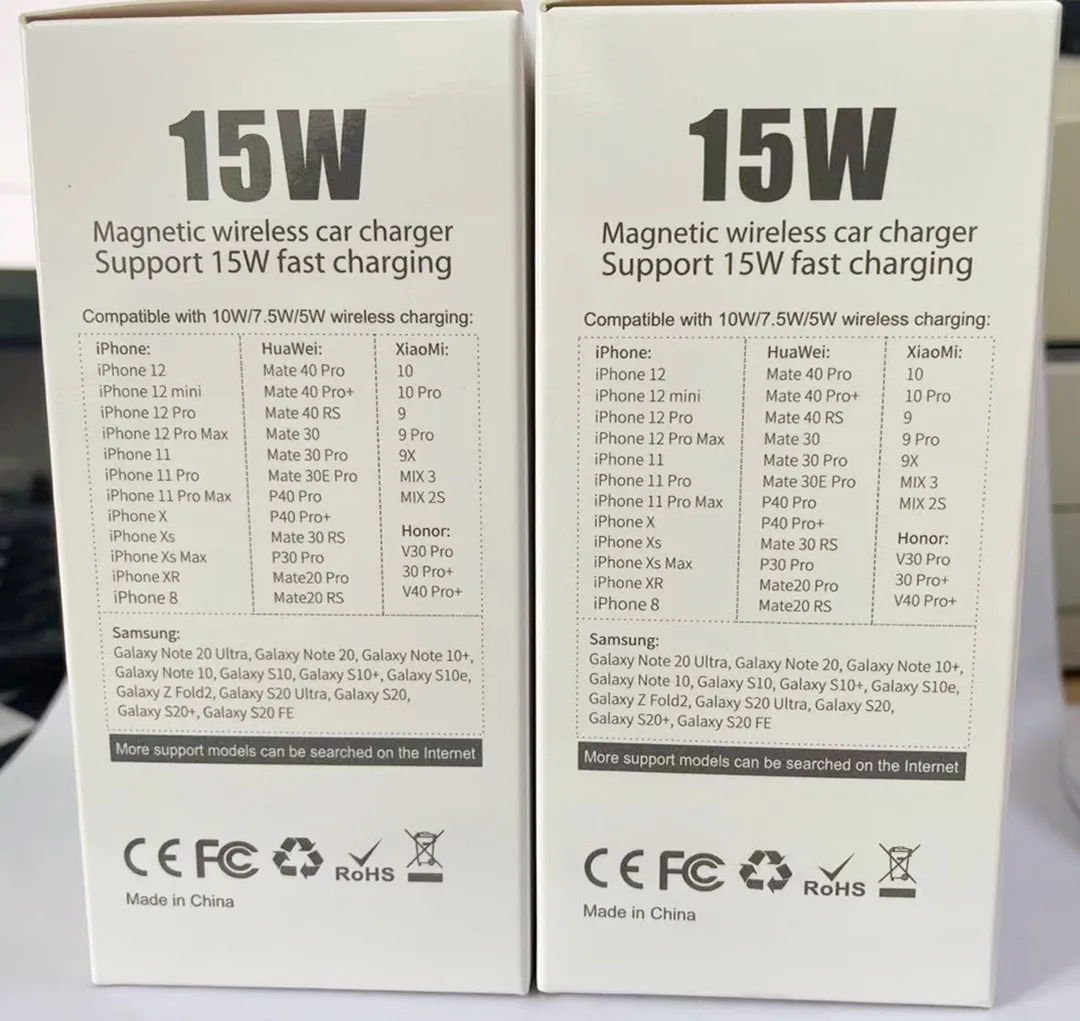 15W
Magnetic wireless car charger
Support 15W fast charging
Compatible with 10W/7.5W/5W wireless charging:
iPhone:
iPhone 12
iPhone 12 mini
iPhone 12 Pro
iPhone 12 Pro Max
iPhone 11
iPhone 11 Pro
iPhone 11 Pro Max
iPhone X
iPhone Xs
iPhone Xs Max
iPhone XR
iPhone 8
HuaWei:
Mate 40 Pro
Mate 40 Pro+
Mate 40 RS
Mate 30
Mate 30 Pro
Mate 30E Pro
P40 Pro
P40 Pro+
Mate 30 RS
P30 Pro
Mate20 Pro
Mate20 RS
XiaoMi:
10
10 Pro
9
9 Pro
9X
MIX 3
MIX 2S
Honor:
V30 Pro
30 Pro+
V40 Pro+
Samsung:
Galaxy Note 20 Ultra, Galaxy Note 20, Galaxy Note 10+,
Galaxy Note 10, Galaxy S10, Galaxy S10+, Galaxy S10e,
Galaxy Z Fold2, Galaxy S20 Ultra, Galaxy S20,
Galaxy S20+, Galaxy S20 FE
More support models can be searched on the Internet
CE FC RoHS
Made in China
15W
Magnetic wireless car charger
Support 15W fast charging
Compatible with 10W/7.5W/5W wireless charging:
iPhone:
iPhone 12
iPhone 12 mini
iPhone 12 Pro
iPhone 12 Pro Max
iPhone 11
iPhone 11 Pro
iPhone 11 Pro Max
iPhone X
iPhone Xs
iPhone Xs Max
iPhone XR
iPhone 8
HuaWei:
Mate 40 Pro
Mate 40 Pro+
Mate 40 RS
Mate 30
Mate 30 Pro
Mate 30E Pro
P40 Pro
P40 Pro+
Mate 30 RS
P30 Pro
Mate20 Pro
Mate20 RS
XiaoMi:
10
10 Pro
9
9 Pro
9X
MIX 3
MIX 2S
Honor:
V30 Pro
30 Pro+
V40 Pro+
Samsung:
Galaxy Note 20 Ultra, Galaxy Note 20, Galaxy Note 10+,
Galaxy Note 10, Galaxy S10, Galaxy S10+, Galaxy S10e,
Galaxy Z Fold2, Galaxy S20 Ultra, Galaxy S20,
Galaxy S20+, Galaxy S20 FE
More support models can be searched on the Internet
CE FC RoHS
Made in China